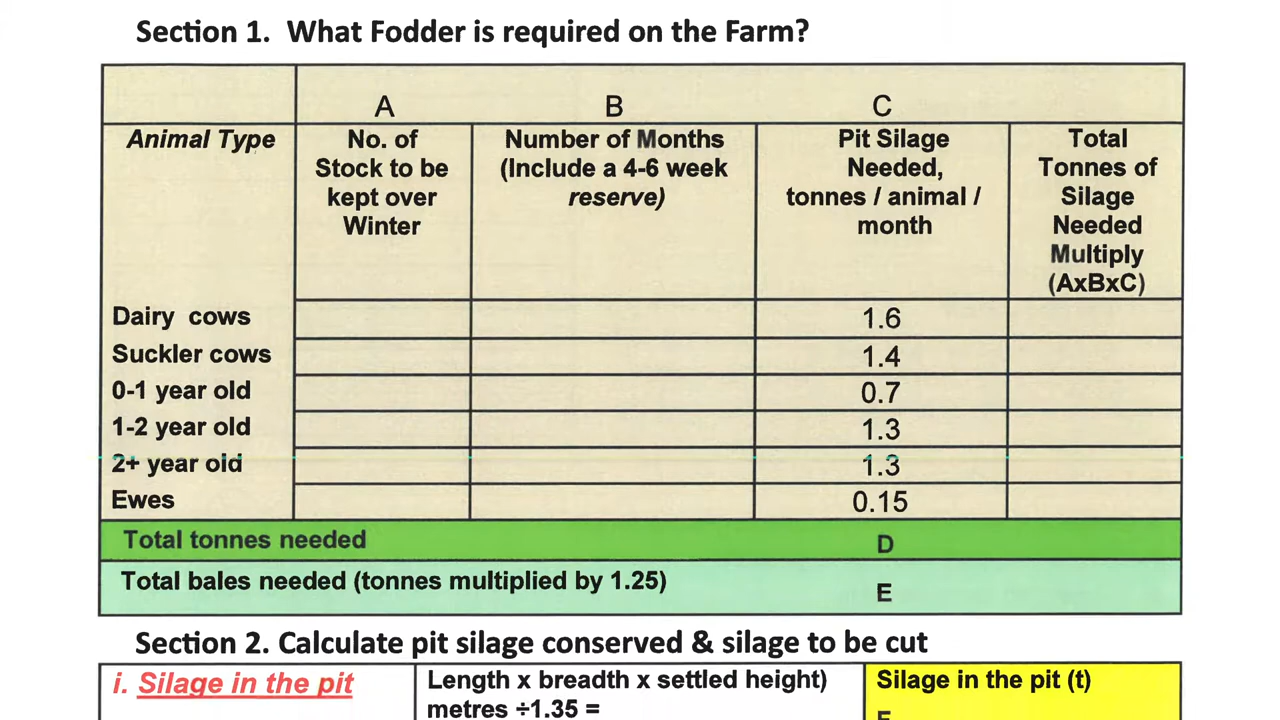 Section 1. What Fodder is required on the Farm?
A B C
Animal Type No. of Stock to be kept over Winter Number of Months (Include a 4-6 week reserve) Pit Silage Needed, tonnes / animal / month Total Tonnes of Silage Needed Multiply (AxBxC)
Dairy cows 1.6
Suckler cows 1.4
0-1 year old 0.7
1-2 year old 1.3
2+ year old 1.3
Ewes 0.15
Total tonnes needed D
Total bales needed (tonnes multiplied by 1.25) E
Section 2. Calculate pit silage conserved & silage to be cut
i. Silage in the pit Length x breadth x settled height) Silage in the pit (t)
metres ÷1.35 =